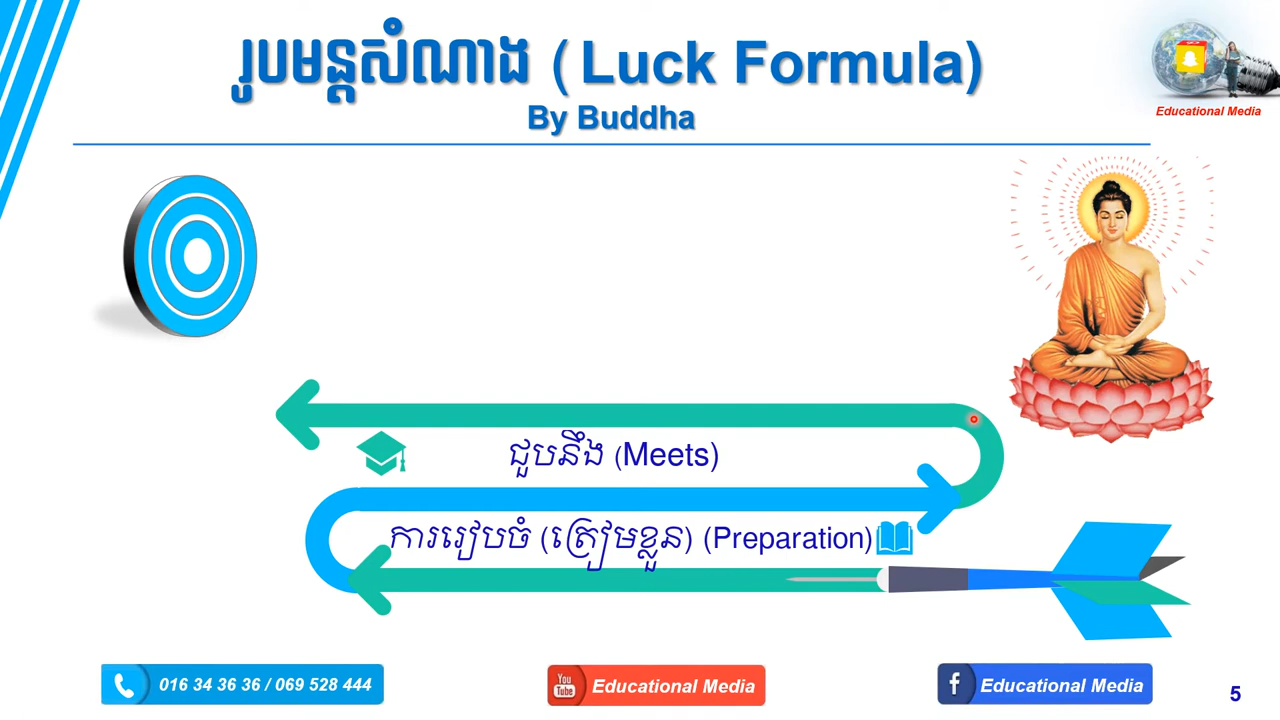 រូបមន្តសំណាង ( Luck Formula)
By Buddha
Educational Media
ជួបនឹង (Meets)
ការរៀបចំ (ត្រៀមខ្លួន) (Preparation)
016 34 36 36 / 069 528 444
You Tube Educational Media
f Educational Media
5